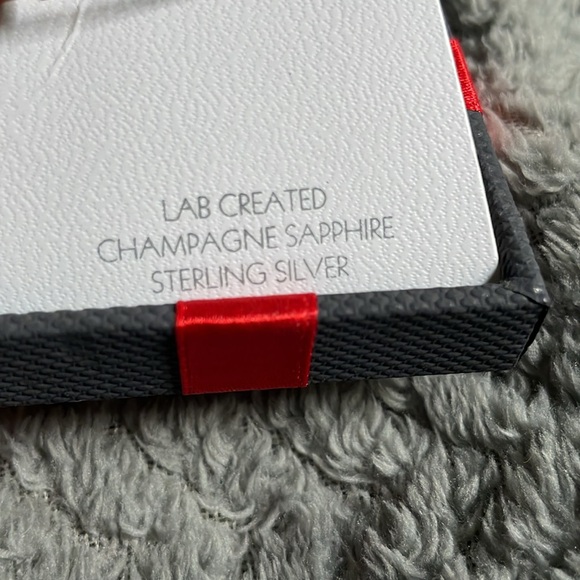 LAB CREATED
CHAMPAGNE SAPPHIRE
STERLING SILVER